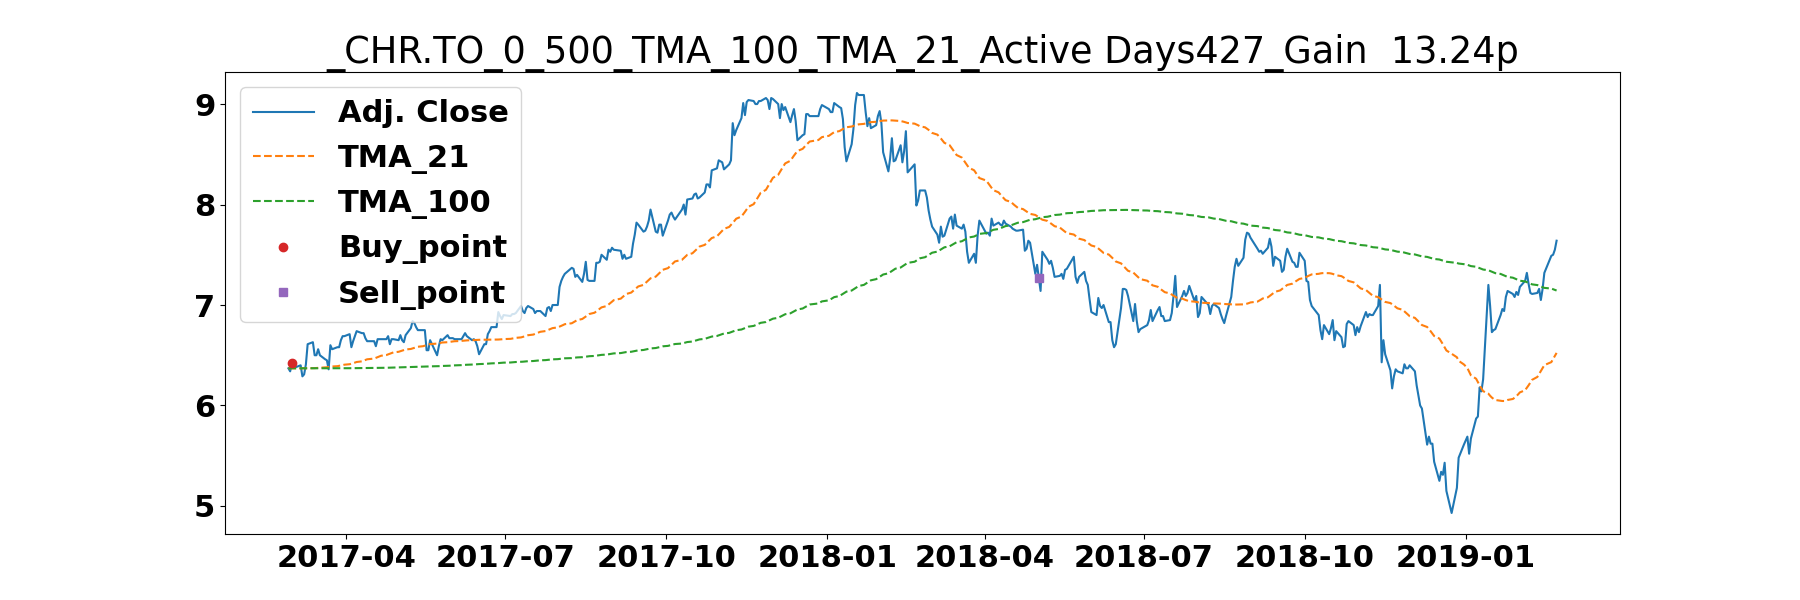 _CHR.TO_0_500_TMA_100_TMA_21_Active Days427_Gain  13.24p
9
8
7
6
5
Adj. Close
TMA_21
TMA_100
Buy_point
Sell_point
2017-04 2017-07 2017-10 2018-01 2018-04 2018-07 2018-10 2019-01